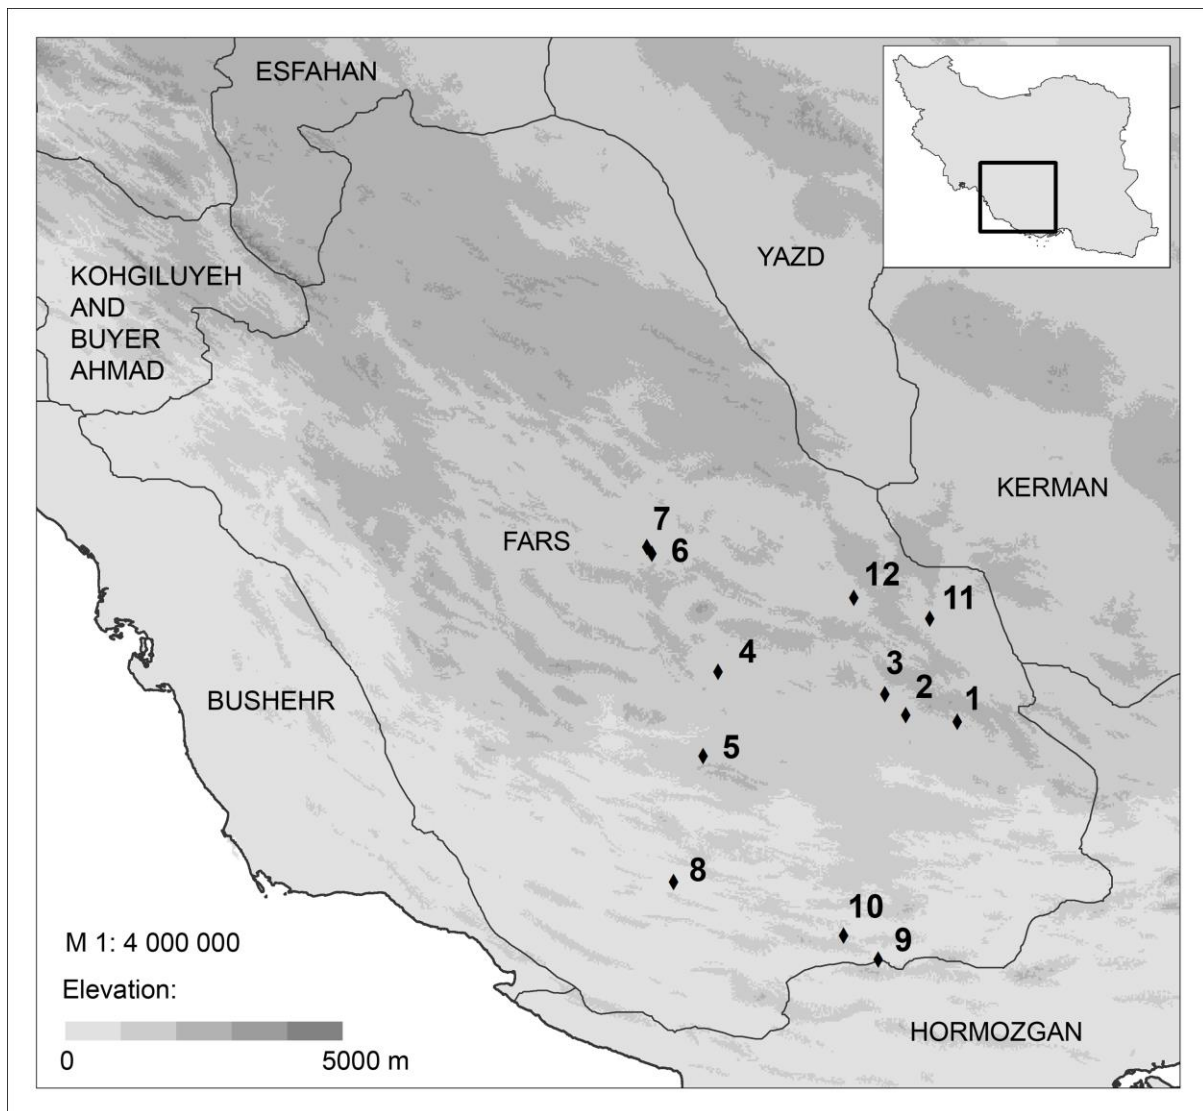 ESFAHAN
YAZD
KOHGILUYEH
AND
BUYER
AHMAD
KERMAN
FARS
7
6
12
11
4
3
2
1
BUSHEHR
5
8
10
9
M 1: 4 000 000
Elevation:
0 5000 m
HORMOZGAN